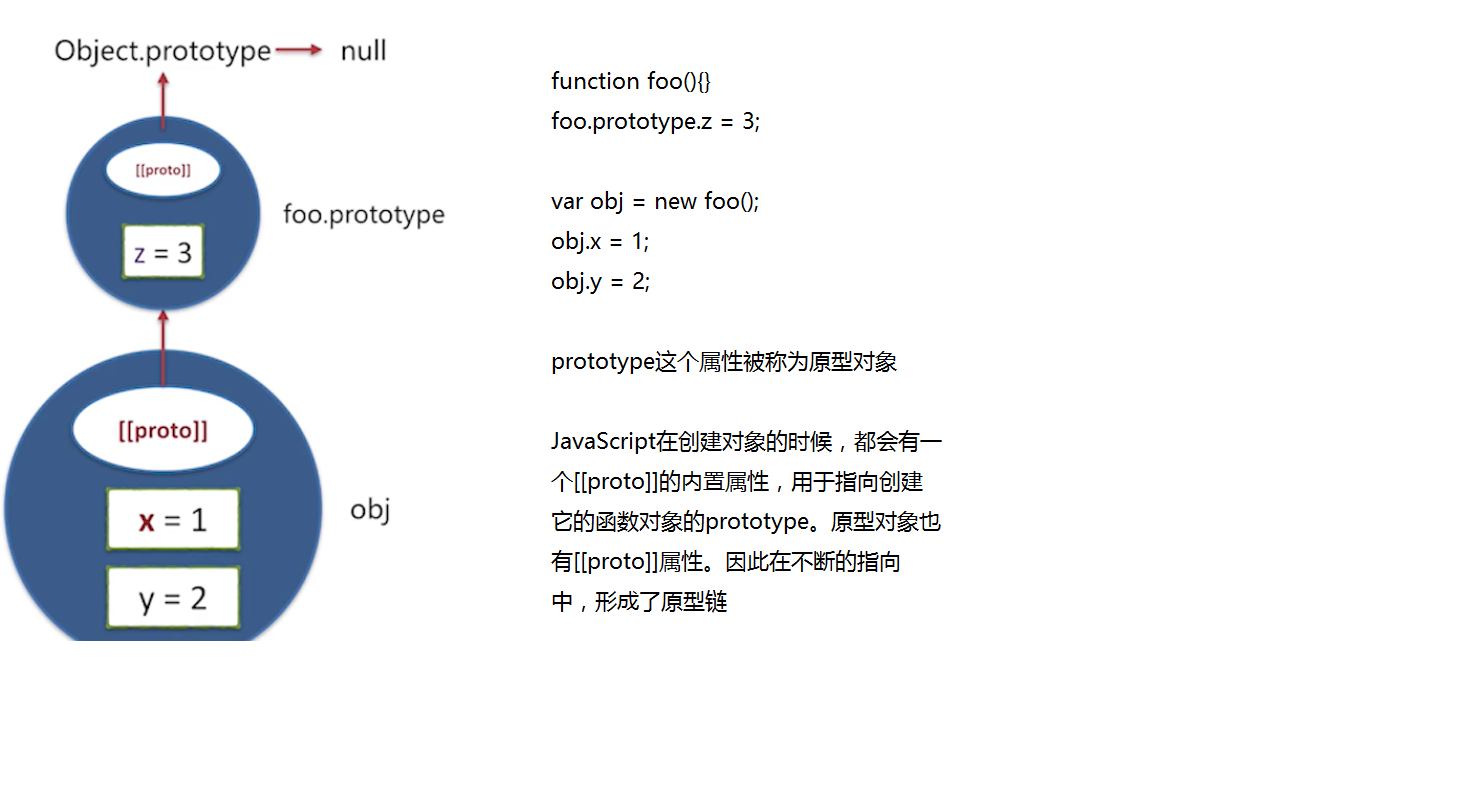 Object.prototype null
[[proto]]
z = 3
foo.prototype
[[proto]]
x = 1
y = 2
obj
function foo(){}
foo.prototype.z = 3;
var obj = new foo();
obj.x = 1;
obj.y = 2;
prototype这个属性被称为原型对象
JavaScript在创建对象的时候，都会有一
个[[proto]]的内置属性，用于指向创建
它的函数对象的prototype。原型对象也
有[[proto]]属性。因此在不断的指向
中，形成了原型链